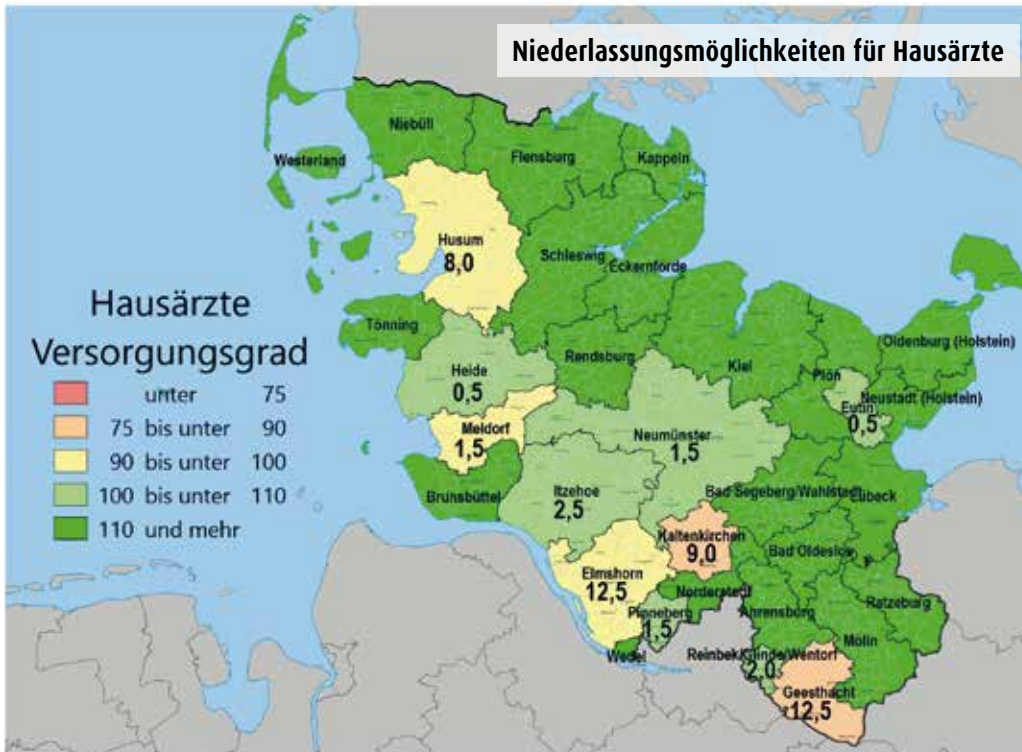 Niederlassungsmöglichkeiten für Hausärzte
Niebüll
Westerland
Flensburg
Kappeln
Husum
8,0
Schleswig
Eckernförde
Hausärzte
Versorgungsgrad
unter 75
75 bis unter 90
90 bis unter 100
100 bis unter 110
110 und mehr
Tönning
Heide
0,5
Rendsburg
Kiel
Plön
Oldenburg (Holstein)
Neustadt (Holstein)
Eutin
0,5
Meldorf
1,5
Neumünster
1,5
Brunsbüttel
Itzehoe
2,5
Bad Segeberg/Wahlstedt
Lübeck
Kaltenkirchen
9,0
Bad Oldesloe
Elmshorn
12,5
Norderstedt
Pinneberg
1,5
Ahrensburg
Ratzeburg
Wedel
Mölln
Reinbek/Glinde/Wentorf
2,0
Geesthacht
12,5